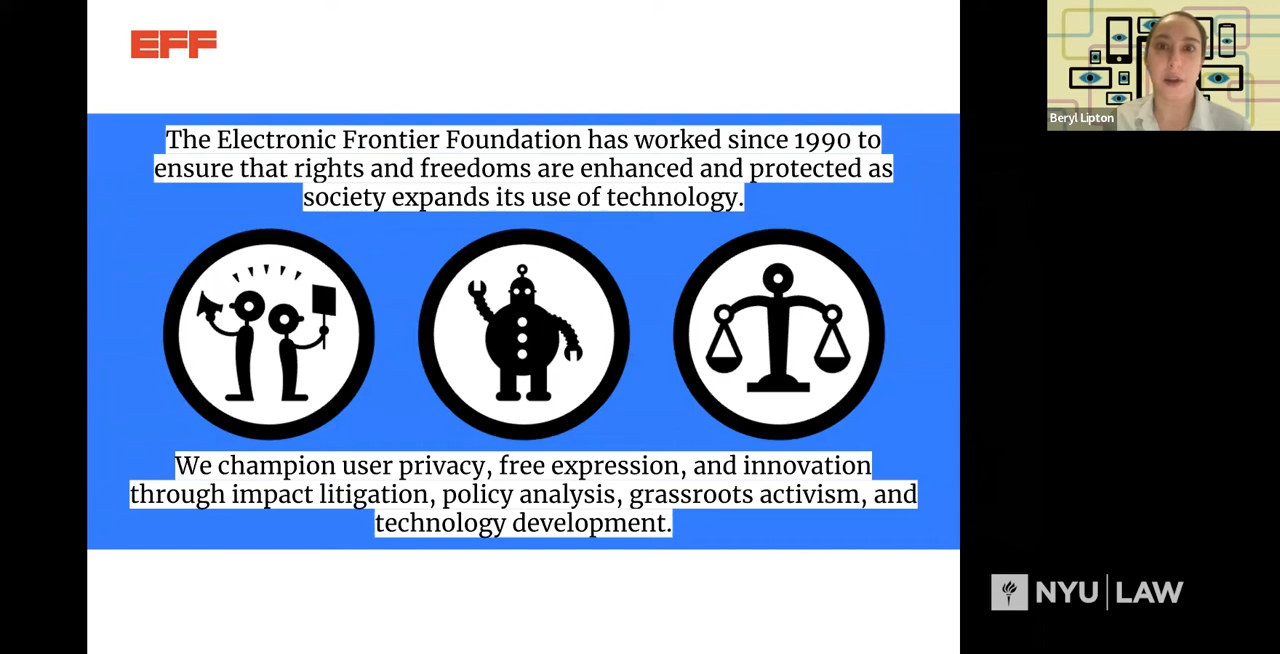 EFF
The Electronic Frontier Foundation has worked since 1990 to
ensure that rights and freedoms are enhanced and protected as
society expands its use of technology.
We champion user privacy, free expression, and innovation
through impact litigation, policy analysis, grassroots activism, and
technology development.
Beryl Lipton
NYU | LAW